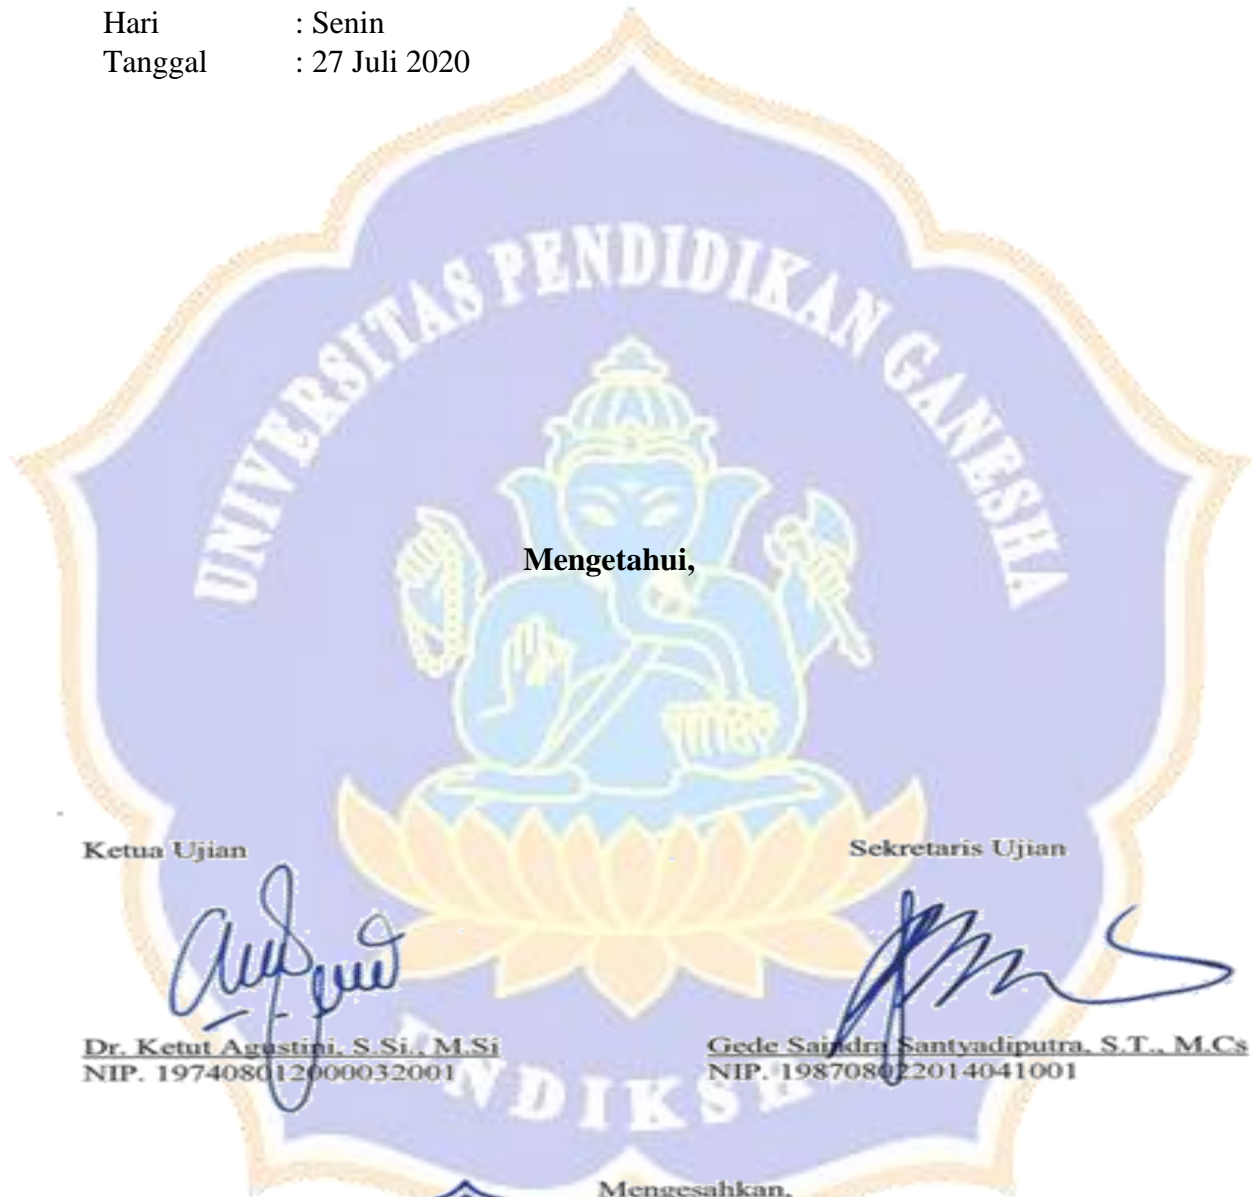 Hari : Senin
Tanggal : 27 Juli 2020
UNIVERSITAS PENDIDIKAN GANESHA
Mengetahui,
Ketua Ujian Sekretaris Ujian
Dr. Ketut Agustini, S.Si., M.Si Gede Saindra Santyadiputra, S.T., M.Cs
NIP. 197408012000032001 NIP. 198708022014041001
UNDIKSHA
Mengesahkan,